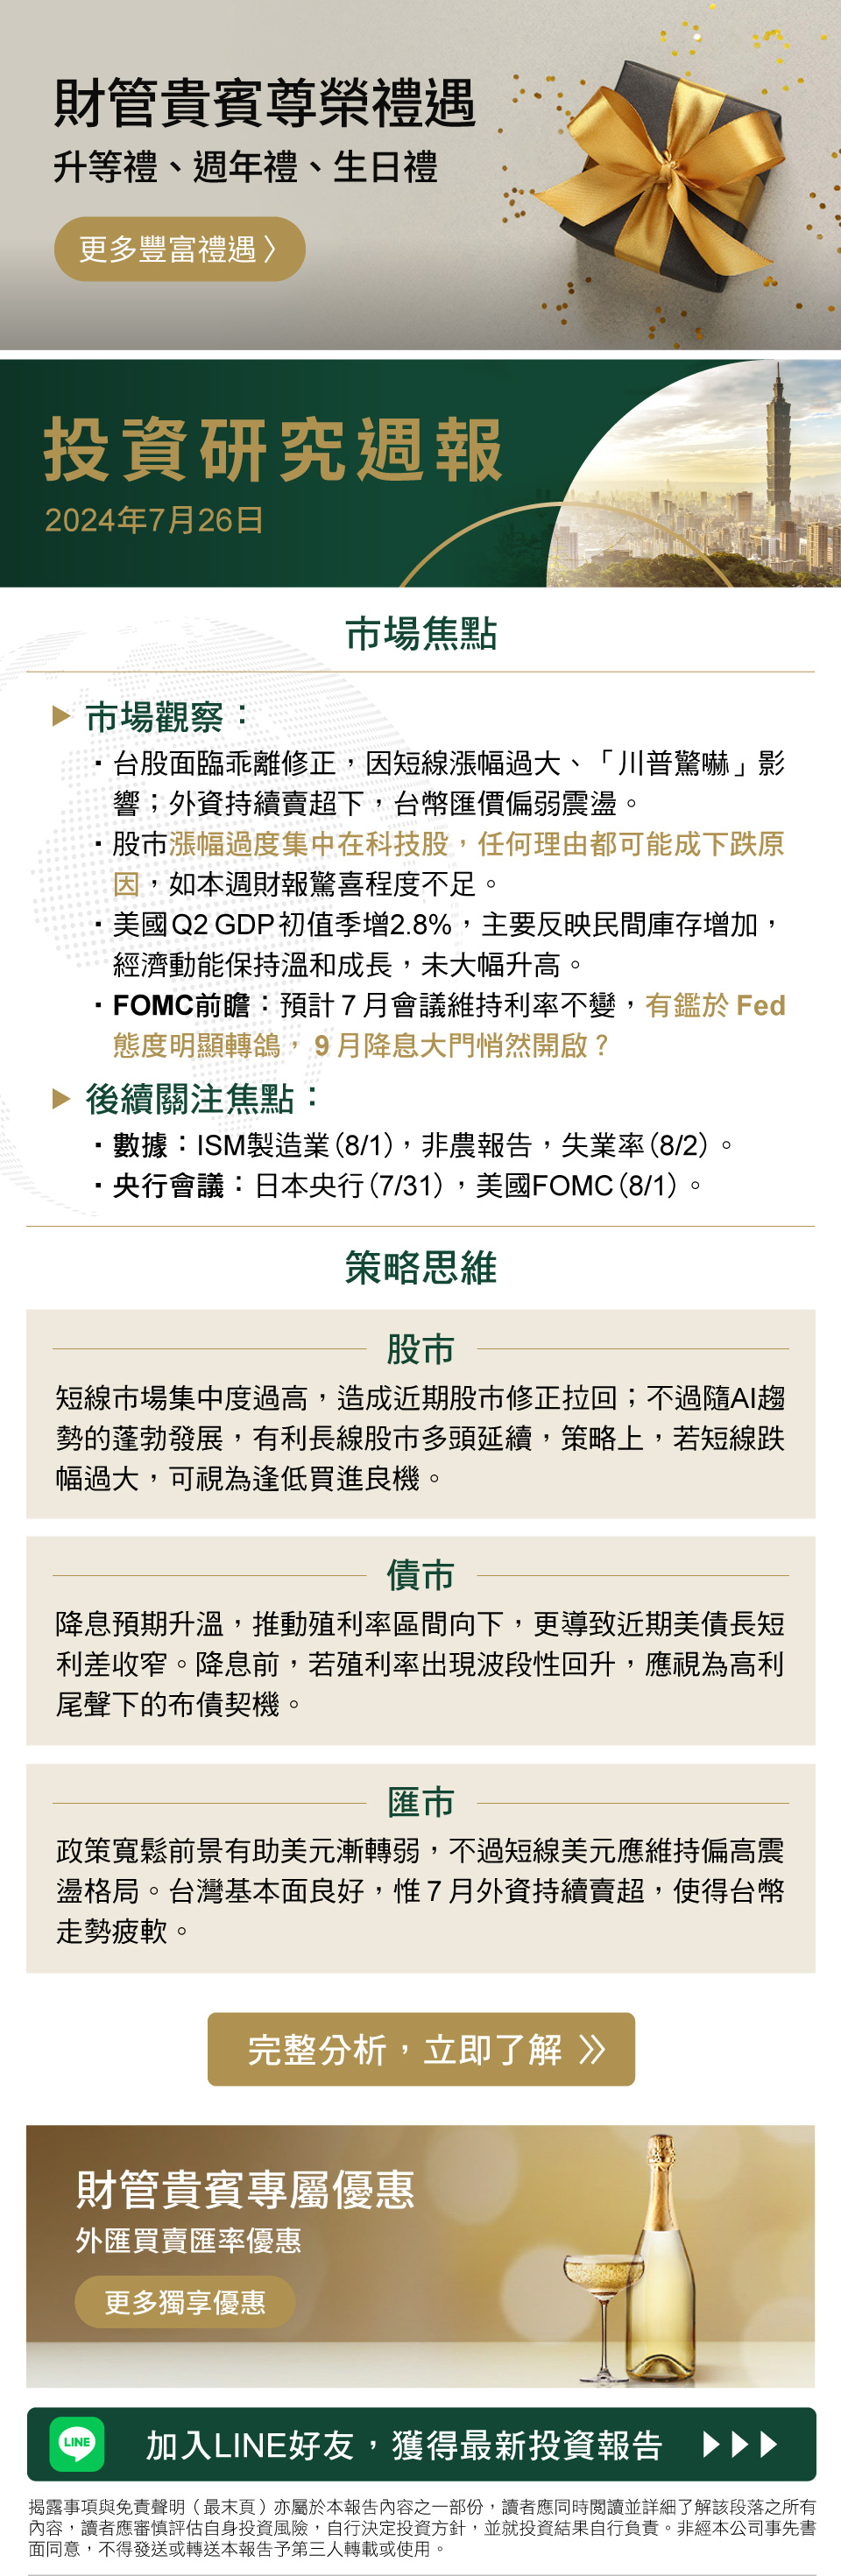 財管貴賓尊榮禮遇
升等禮、週年禮、生日禮
更多豐富禮遇〉
投資研究週報
2024年7月26日
市場焦點
▶ 市場觀察：
・台股面臨乖離修正，因短線漲幅過大、「川普驚嚇」影
響；外資持續賣超下，台幣匯價偏弱震盪。
・股市漲幅過度集中在科技股，任何理由都可能成下跌原
因，如本週財報驚喜程度不足。
・美國Q2 GDP初值季增2.8%，主要反映民間庫存增加，
經濟動能保持溫和成長，未大幅升高。
・FOMC前瞻：預計7月會議維持利率不變，有鑑於Fed
態度明顯轉鴿，9月降息大門悄然開啟？
▶ 後續關注焦點：
・數據：ISM製造業(8/1)，非農報告，失業率(8/2)。
・央行會議：日本央行(7/31)，美國FOMC(8/1)。
策略思維
股市
短線市場集中度過高，造成近期股市修正拉回；不過隨AI趨
勢的蓬勃發展，有利長線股市多頭延續，策略上，若短線跌
幅過大，可視為逢低買進良機。
債市
降息預期升溫，推動殖利率區間向下，更導致近期美債長短
利差收窄。降息前，若殖利率出現波段性回升，應視為高利
尾聲下的布債契機。
匯市
政策寬鬆前景有助美元漸轉弱，不過短線美元應維持偏高震
盪格局。台灣基本面良好，惟7月外資持續賣超，使得台幣
走勢疲軟。
完整分析，立即了解 》
財管貴賓專屬優惠
外匯買賣匯率優惠
更多獨享優惠
LINE 加入LINE好友，獲得最新投資報告 ▶▶▶
揭露事項與免責聲明（最末頁）亦屬於本報告內容之一部份，讀者應同時閱讀並詳細了解該段落之所有
內容，讀者應審慎評估自身投資風險，自行決定投資方針，並就投資結果自行負責。非經本公司事先書
面同意，不得發送或轉送本報告予第三人轉載或使用。